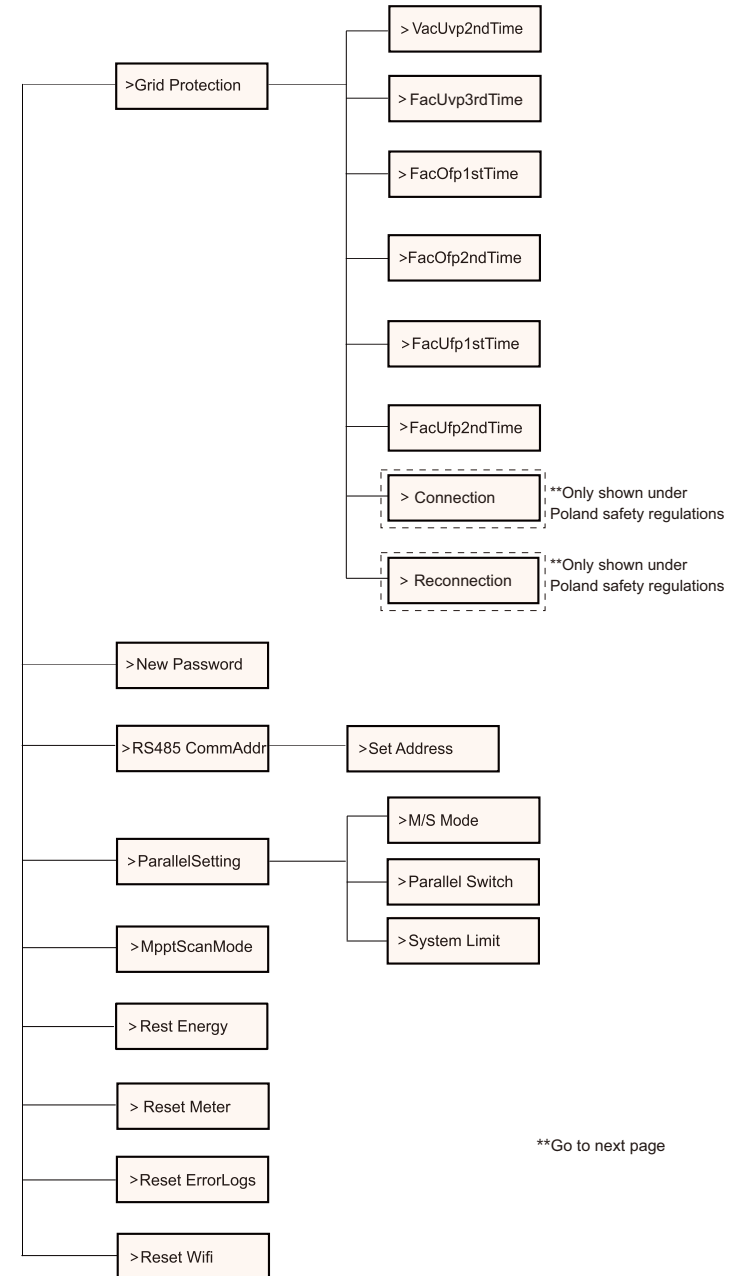 > VacUvp2ndTime
>Grid Protection
> FacUvp3rdTime
> FacOfp1stTime
>FacOfp2ndTime
>FacUfp1stTime
>FacUfp2ndTime
> Connection
**Only shown under
Poland safety regulations
> Reconnection
**Only shown under
Poland safety regulations
>New Password
>RS485 CommAddr
>Set Address
>M/S Mode
>ParallelSetting
>Parallel Switch
>System Limit
>MpptScanMode
> Rest Energy
> Reset Meter
**Go to next page
>Reset ErrorLogs
>Reset Wifi